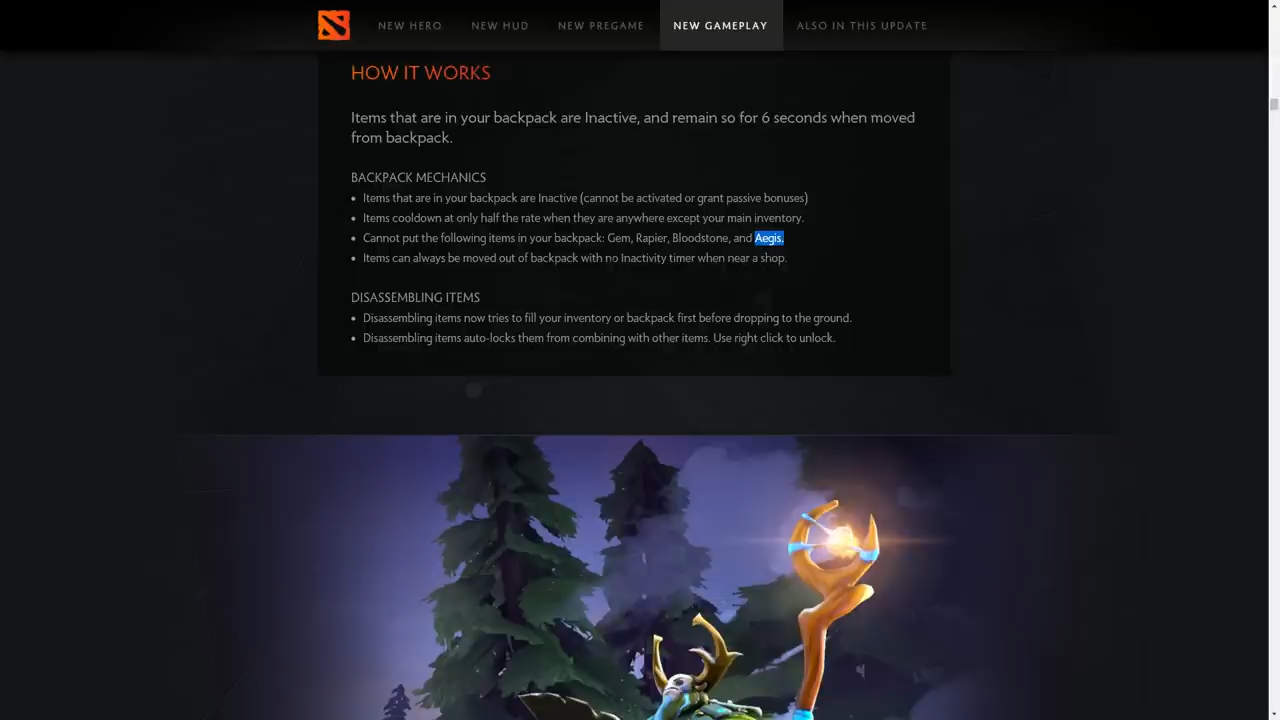 NEW HERO NEW HUD NEW PREGAME NEW GAMEPLAY ALSO IN THIS UPDATE
HOW IT WORKS
Items that are in your backpack are Inactive, and remain so for 6 seconds when moved
from backpack.
BACKPACK MECHANICS
• Items that are in your backpack are Inactive (cannot be activated or grant passive bonuses)
• Items cooldown at only half the rate when they are anywhere except your main inventory.
• Cannot put the following items in your backpack: Gem, Rapier, Bloodstone, and Aegis.
• Items can always be moved out of backpack with no Inactivity timer when near a shop.
DISASSEMBLING ITEMS
• Disassembling items now tries to fill your inventory or backpack first before dropping to the ground.
• Disassembling items auto-locks them from combining with other items. Use right click to unlock.